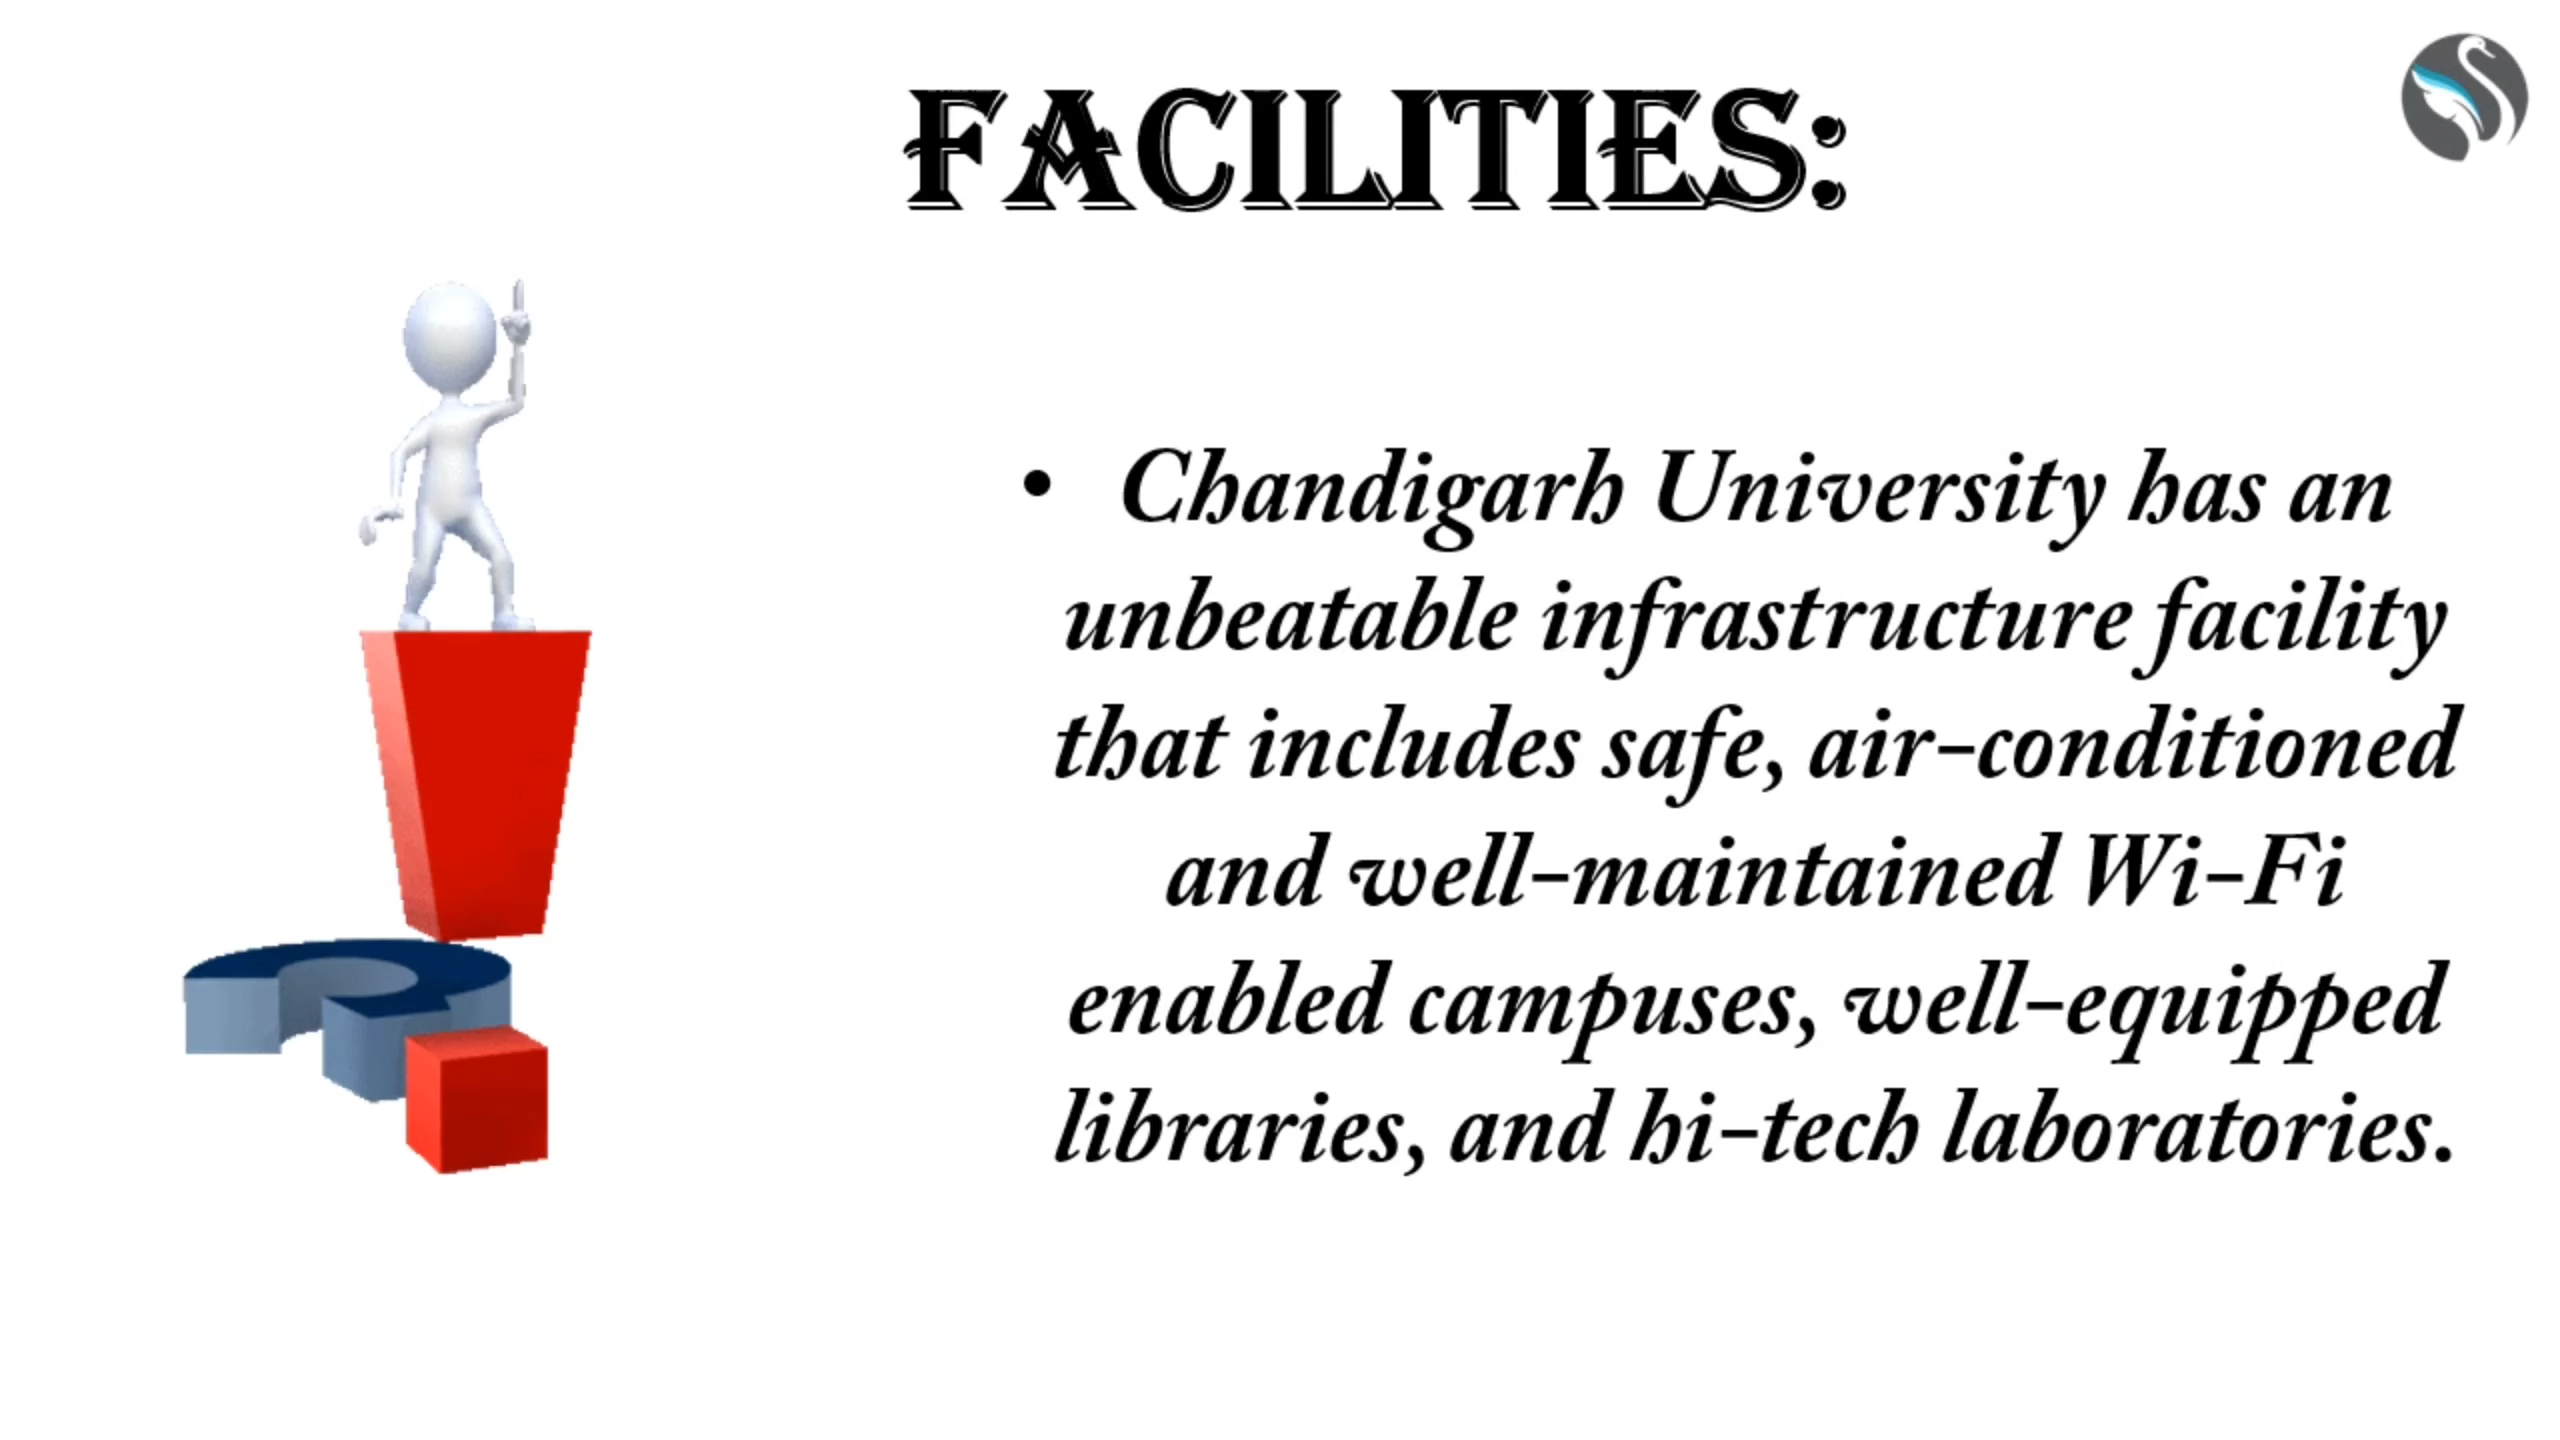 FACILITIES:
• Chandigarh University has an
unbeatable infrastructure facility
that includes safe, air-conditioned
and well-maintained Wi-Fi
enabled campuses, well-equipped
libraries, and hi-tech laboratories.